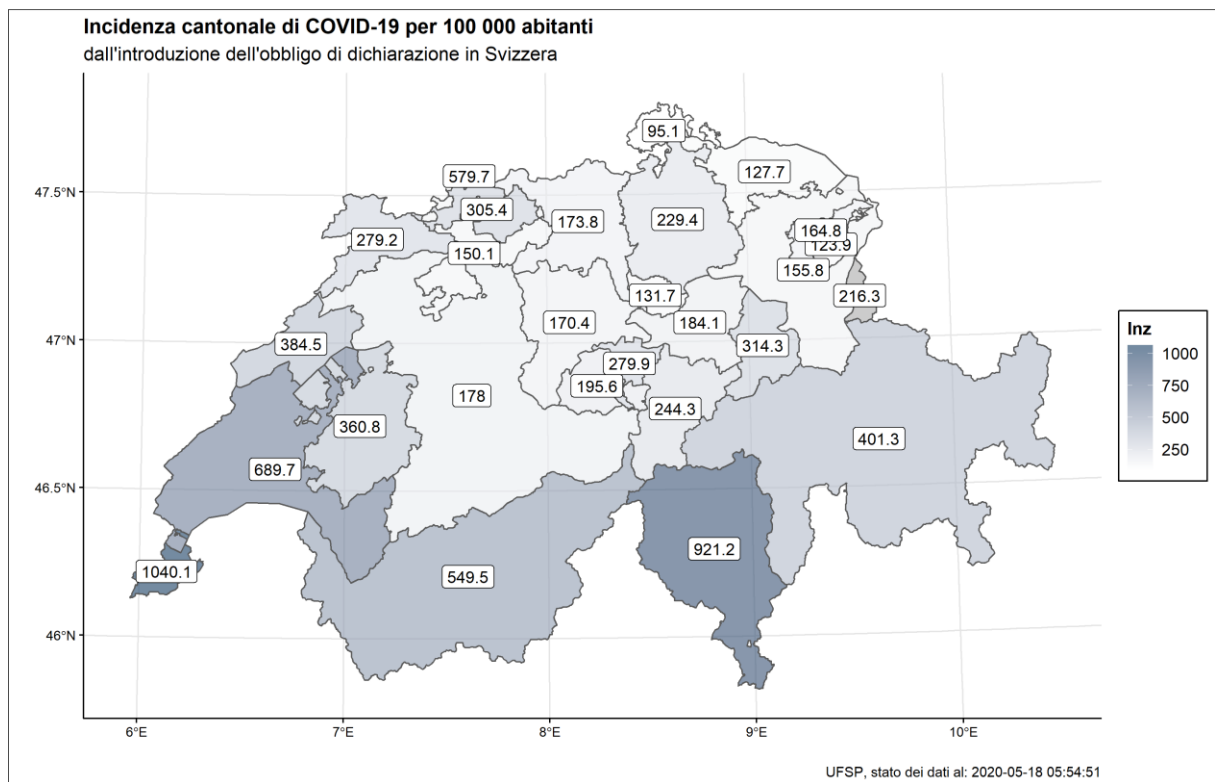 Incidenza cantonale di COVID-19 per 100 000 abitanti
dall'introduzione dell'obbligo di dichiarazione in Svizzera
95.1
579.7
127.7
47.5°N
305.4
173.8
229.4
164.8
279.2
123.9
150.1
155.8
131.7
216.3
170.4
184.1
47°N
384.5
314.3
279.9
195.6
178
244.3
360.8
401.3
689.7
46.5°N
921.2
1040.1
549.5
46°N
6°E
7°E
8°E
9°E
10°E
Inz
1000
750
500
250
UFSP, stato dei dati al: 2020-05-18 05:54:51